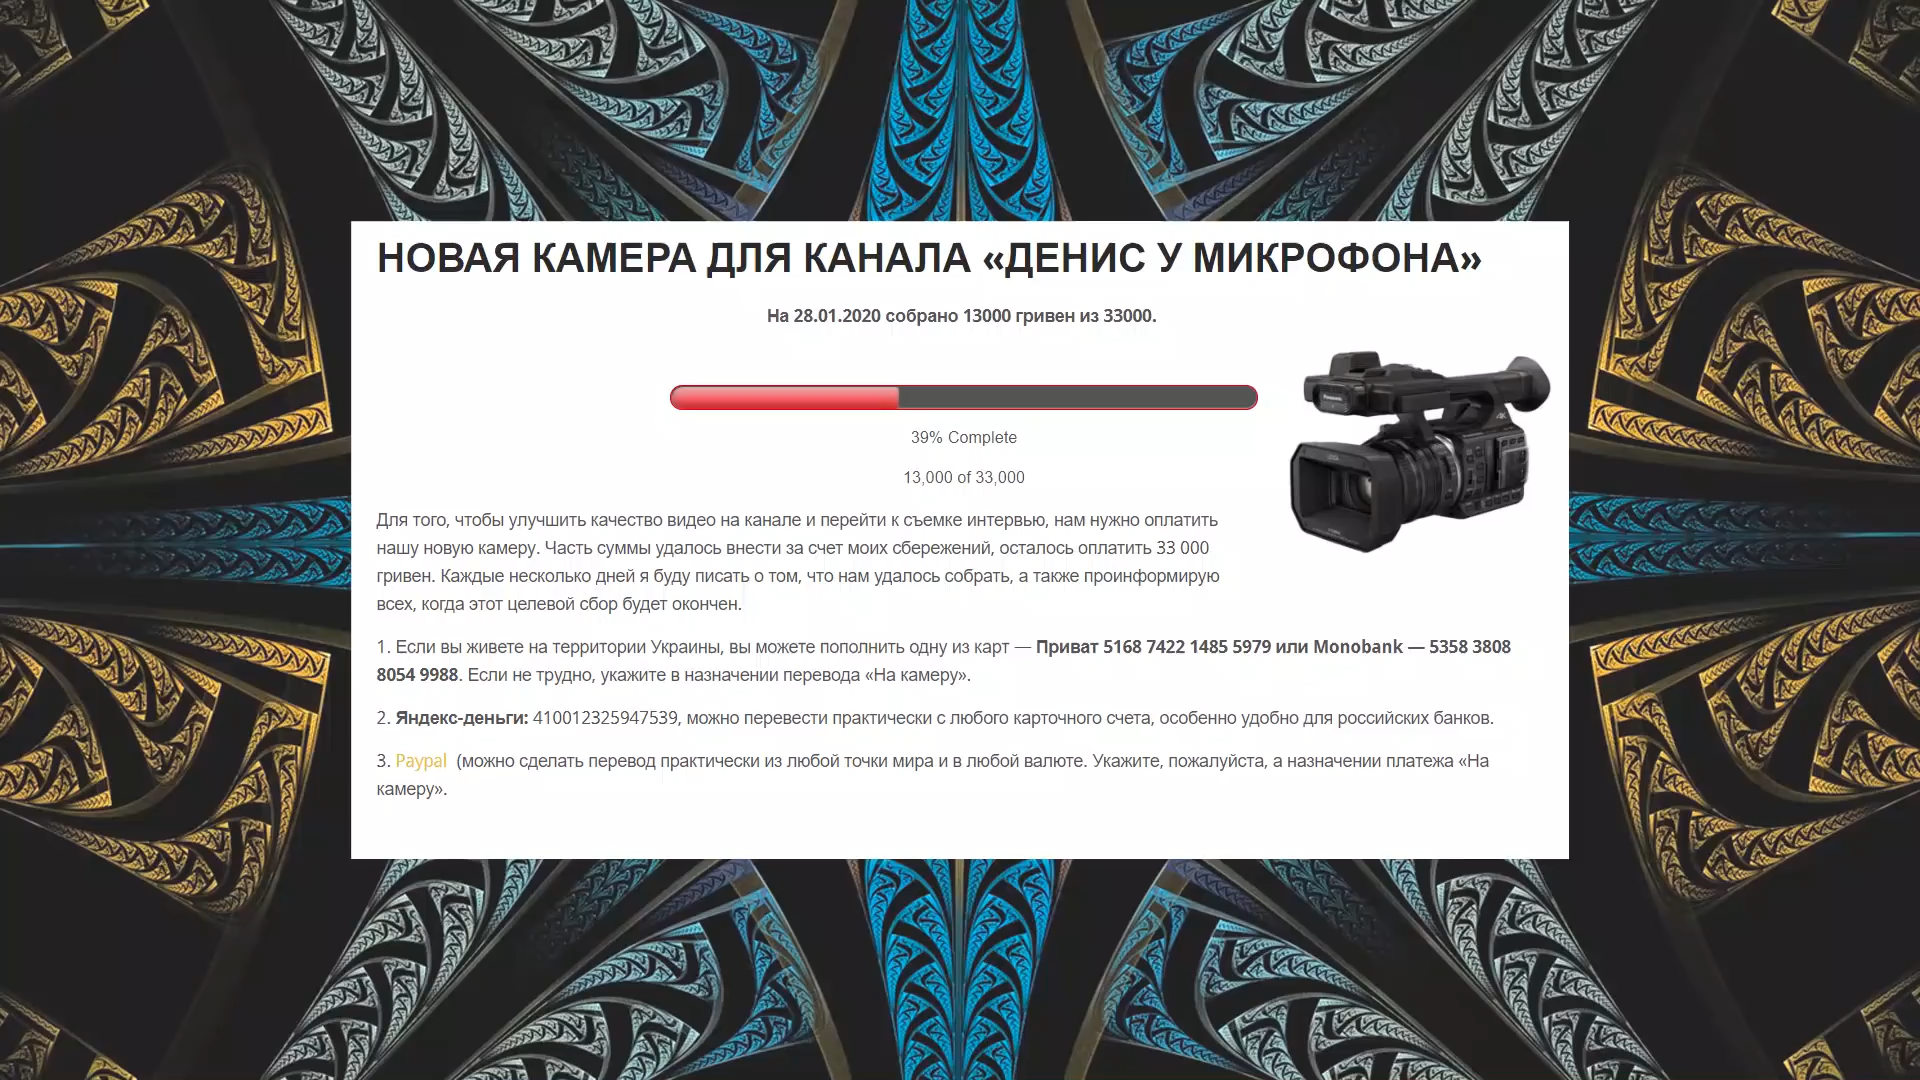 НОВАЯ КАМЕРА ДЛЯ КАНАЛА «ДЕНИС У МИКРОФОНА»
На 28.01.2020 собрано 13000 гривен из 33000.
39% Complete
13,000 of 33,000
Для того, чтобы улучшить качество видео на канале и перейти к съемке интервью, нам нужно оплатить
нашу новую камеру. Часть суммы удалось внести за счет моих сбережений, осталось оплатить 33 000
гривен. Каждые несколько дней я буду писать о том, что нам удалось собрать, а также проинформирую
всех, когда этот целевой сбор будет окончен.
1. Если вы живете на территории Украины, вы можете пополнить одну из карт — Приват 5168 7422 1485 5979 или Monobank — 5358 3808
8054 9988. Если не трудно, укажите в назначении перевода «На камеру».
2. Яндекс-деньги: 410012325947539, можно перевести практически с любого карточного счета, особенно удобно для российских банков.
3. Paypal (можно сделать перевод практически из любой точки мира и в любой валюте. Укажите, пожалуйста, а назначении платежа «На
камеру».